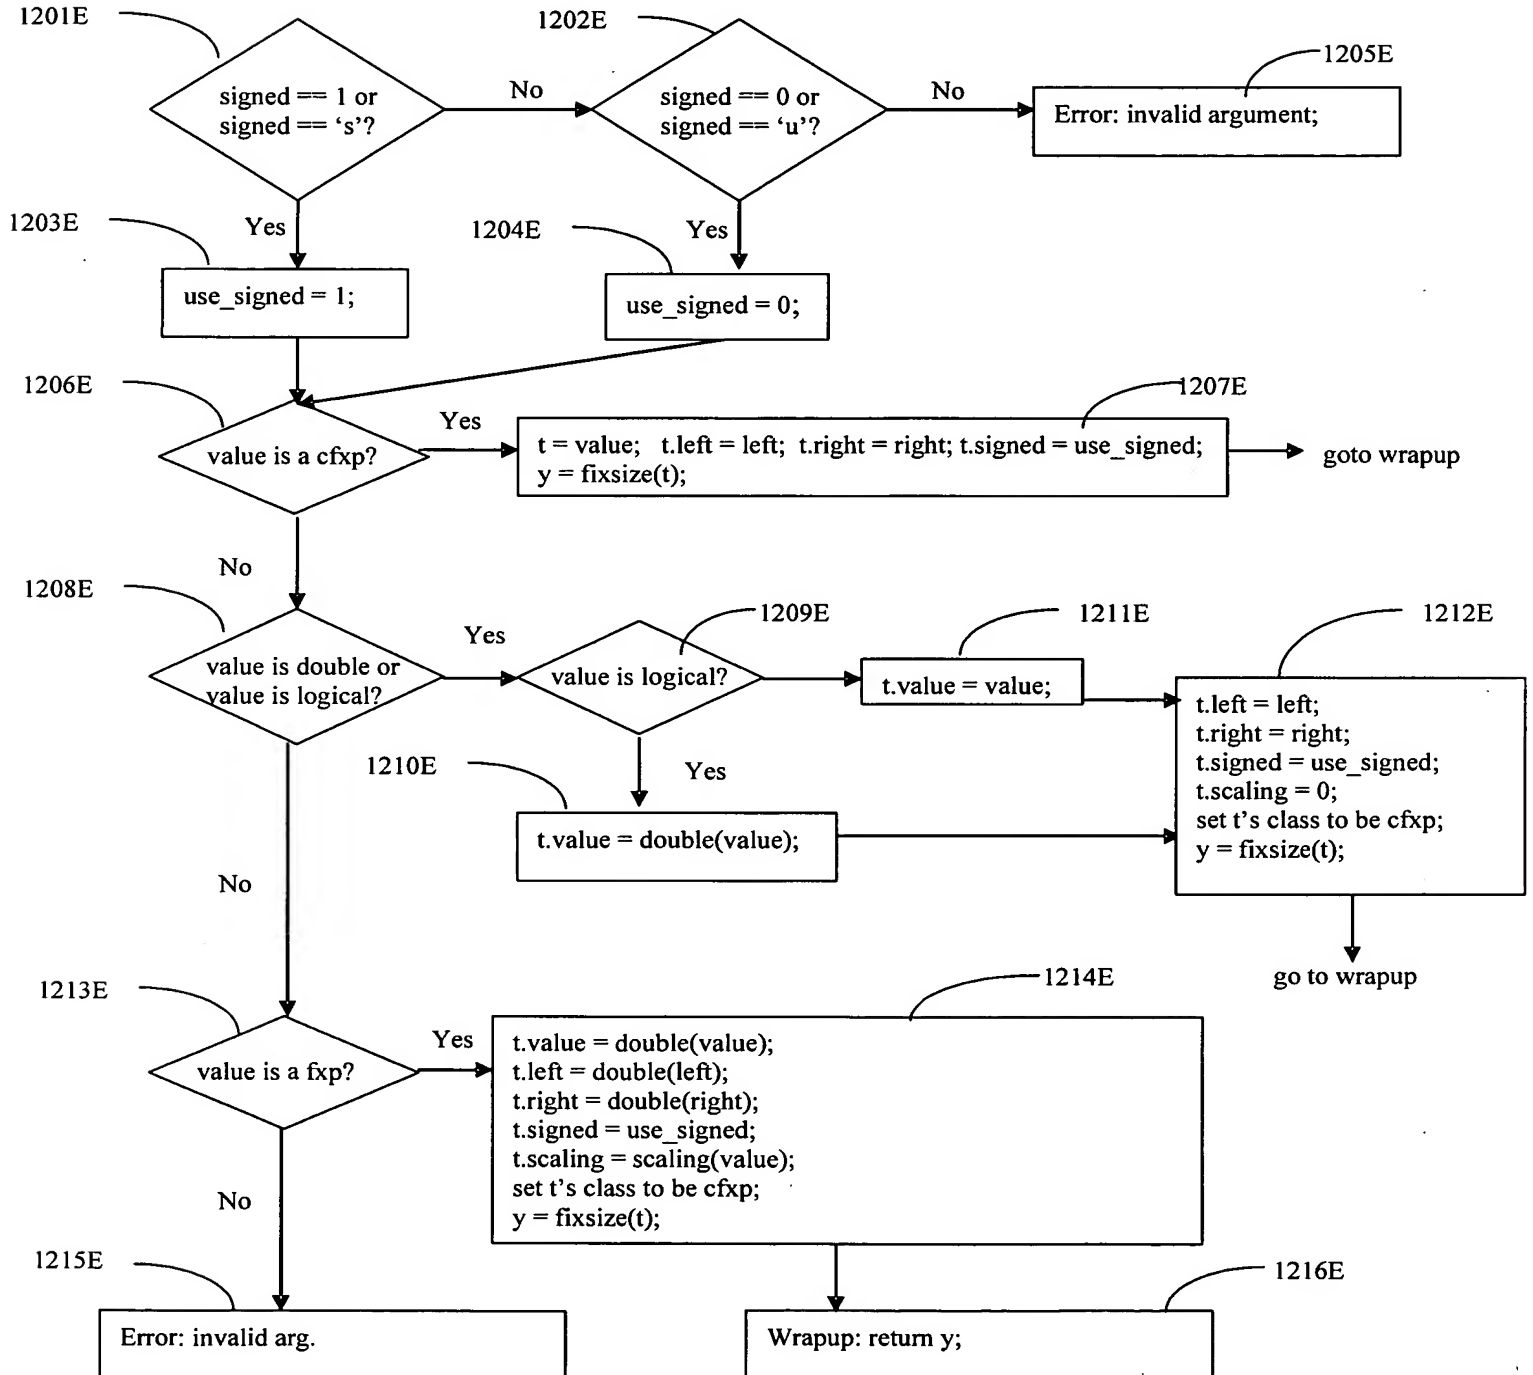 1201E
1202E
1205E
signed == 1 or
signed == ‘s’?
No
signed == 0 or
signed == ‘u’?
No
Error: invalid argument;
1203E
Yes
1204E
Yes
use_signed = 1;
use_signed = 0;
1206E
1207E
Yes
value is a cfxp?
t = value; t.left = left; t.right = right; t.signed = use_signed;
y = fixsize(t);
goto wrapup
No
1208E
1209E
1211E
1212E
Yes
value is double or
value is logical?
value is logical?
t.value = value;
t.left = left;
t.right = right;
t.signed = use_signed;
t.scaling = 0;
set t’s class to be cfxp;
y = fixsize(t);
1210E
Yes
t.value = double(value);
No
go to wrapup
1213E
1214E
Yes
value is a fxp?
t.value = double(value);
t.left = double(left);
t.right = double(right);
t.signed = use_signed;
t.scaling = scaling(value);
set t’s class to be cfxp;
y = fixsize(t);
No
1215E
1216E
Error: invalid arg.
Wrapup: return y;